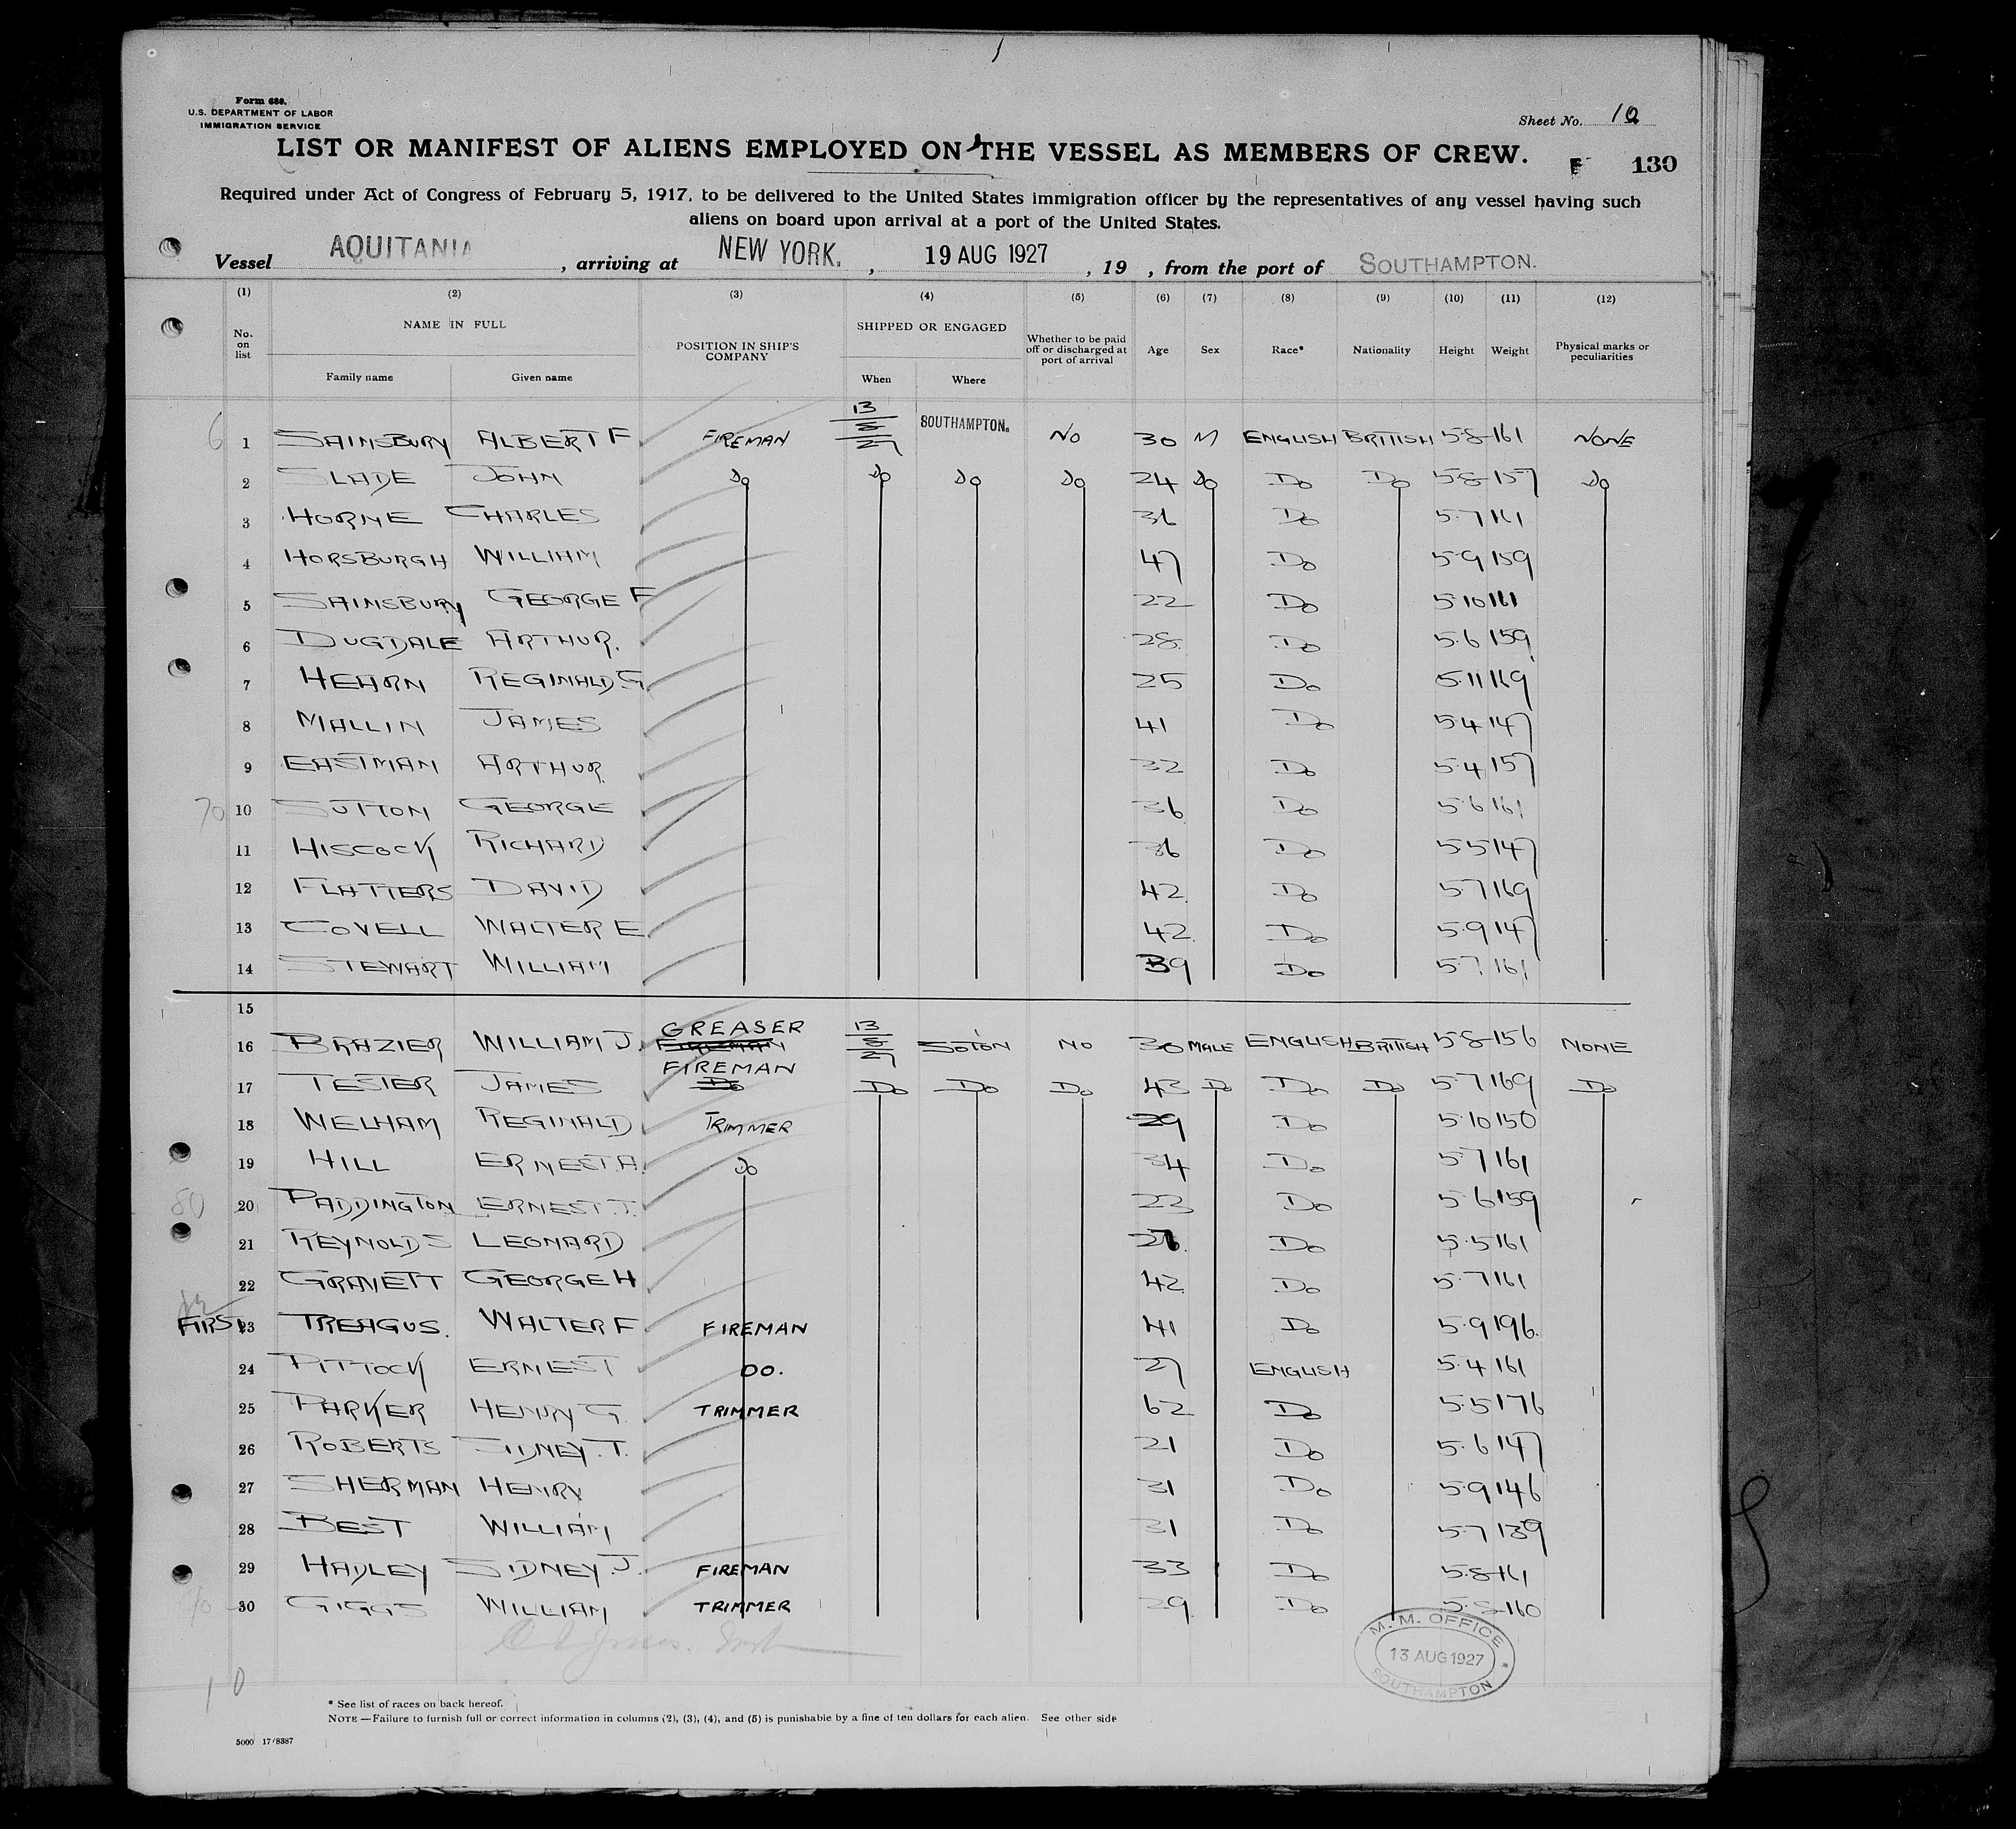 Form 680.
U.S. DEPARTMENT OF LABOR
IMMIGRATION SERVICE
Sheet No. 12
LIST OR MANIFEST OF ALIENS EMPLOYED ON THE VESSEL AS MEMBERS OF CREW.
130
Required under Act of Congress of February 5, 1917, to be delivered to the United States immigration officer by the representatives of any vessel having such
aliens on board upon arrival at a port of the United States.
Vessel AQUITANIA, arriving at NEW YORK., 19 AUG 1927, 19 , from the port of SOUTHAMPTON.
(1) (2) (3) (4) (5) (6) (7) (8) (9) (10) (11) (12)
No. on list NAME IN FULL Family name Given name POSITION IN SHIP'S COMPANY SHIPPED OR ENGAGED When Where Whether to be paid off or discharged at port of arrival Age Sex Race* Nationality Height Weight Physical marks or peculiarities
1 SAINSBURY ALBERT F FIREMAN 13/8/27 SOUTHAMPTON. NO 30 M ENGLISH BRITISH 5-8 161 NONE
2 SLADE JOHN Do Do Do Do 24 Do Do Do 5-8 157 Do
3 HORNE CHARLES 36 Do 5-7 161
4 HORSBURGH WILLIAM 47 Do 5-9 159
5 SAINSBURY GEORGE F 22 Do 5-10 161
6 DUGDALE ARTHUR. 28 Do 5.6 159
7 HEARN REGINALD G. 25 Do 5.11 169
8 MALLIN JAMES 41 Do 5-4 147
9 EASTMAN ARTHUR 32 Do 5-4 157
10 SUTTON GEORGE 36 Do 5-6 161
11 HISCOCK RICHARD 36 Do 5-5 147
12 FLATTERS DAVID 42 Do 5-7 169
13 COVELL WALTER E. 42 Do 5.9 147
14 STEWART WILLIAM 39 Do 5-7 161
15
16 BRAZIER WILLIAM J. GREASER FIREMAN 13/8/27 SOTON NO 30 MALE ENGLISH BRITISH 5-8 156 NONE
17 TESTER JAMES FIREMAN Do Do Do Do 43 Do Do Do 5-7 169 Do
18 WELHAM REGINALD TRIMMER 29 Do 5-10 150
19 HILL ERNEST A. Do 34 Do 5-7 161
20 PADDINGTON ERNEST.J. 23 Do 5-6 159
21 REYNOLDS LEONARD Do 5-5 161
22 GRAVETT GEORGE H 42 Do 5-7 161
FIRST
23 TREAGUS. WALTER F FIREMAN 41 Do 5-9 196.
24 PITTOCK ERNEST DO. 27 ENGLISH 5-4 161
25 PARKER HENRY G. TRIMMER 62 Do 5.5 176
26 ROBERTS SIDNEY.T. 21 Do 5.6 147
27 SHERMAN HENRY 31 Do 5.9 146
28 BEST WILLIAM 31 Do 5-7 139
29 HADLEY SIDNEY J. FIREMAN 33 Do 5.8 161
30 GIGGS WILLIAM TRIMMER 29 Do 5.8 160
M. M. OFFICE
13 AUG 1927
SOUTHAMPTON
* See list of races on back hereof.
NOTE —Failure to furnish full or correct information in columns (2), (3), (4), and (5) is punishable by a fine of ten dollars for each alien. See other side
5000 17/8387